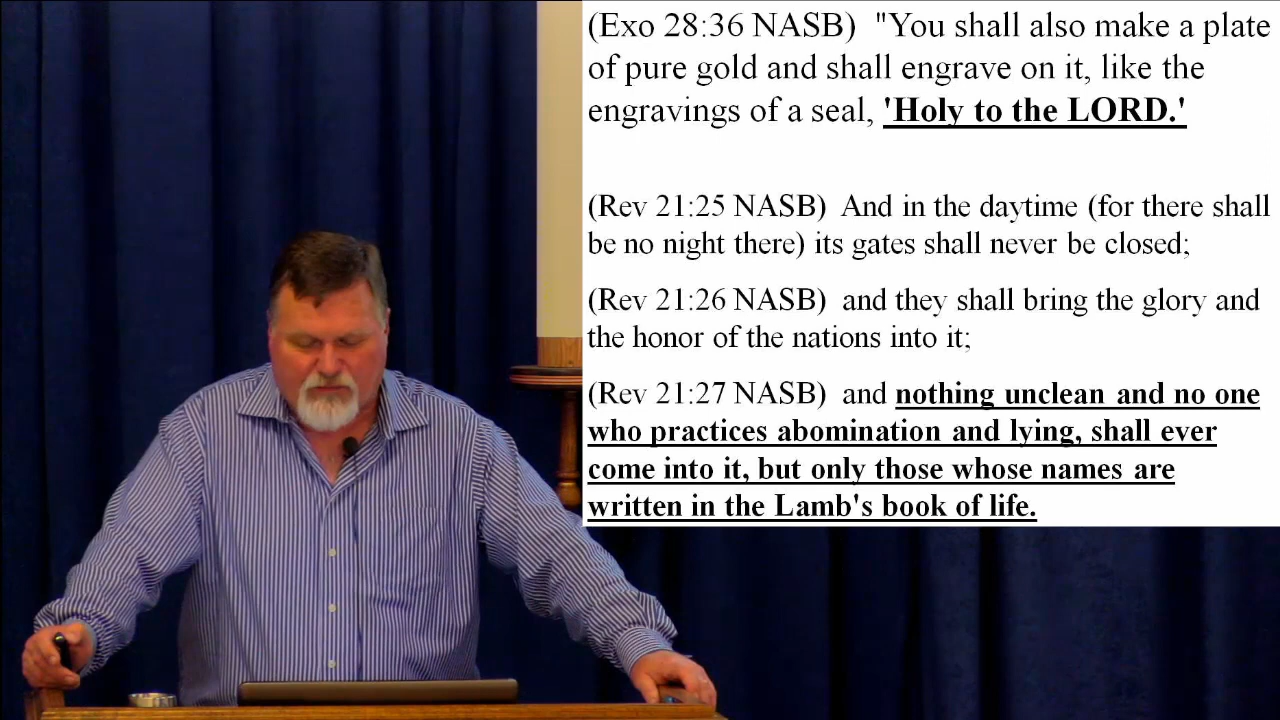 (Exo 28:36 NASB) "You shall also make a plate
of pure gold and shall engrave on it, like the
engravings of a seal, 'Holy to the LORD.'
(Rev 21:25 NASB) And in the daytime (for there shall
be no night there) its gates shall never be closed;
(Rev 21:26 NASB) and they shall bring the glory and
the honor of the nations into it;
(Rev 21:27 NASB) and nothing unclean and no one
who practices abomination and lying, shall ever
come into it, but only those whose names are
written in the Lamb's book of life.